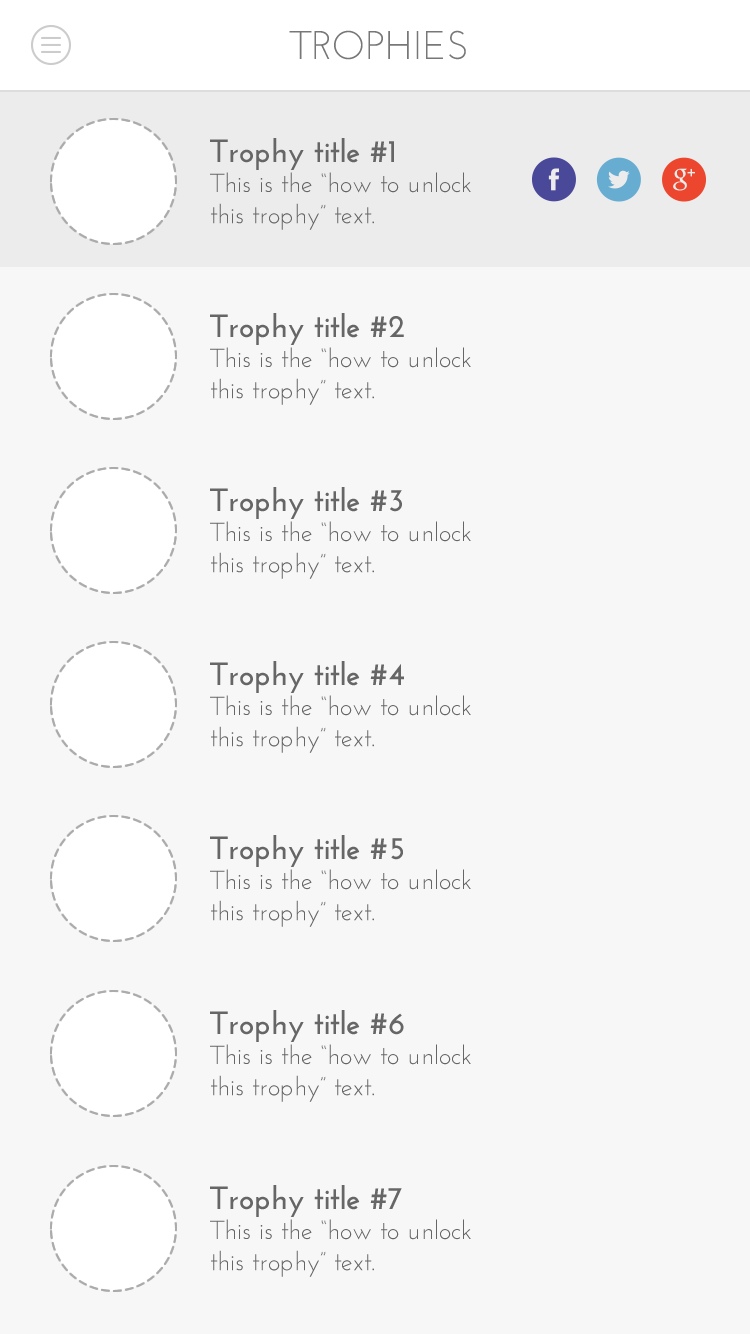 TROPHIES
Trophy title #1
This is the “how to unlock
this trophy” text.
f
g+
Trophy title #2
This is the “how to unlock
this trophy” text.
Trophy title #3
This is the “how to unlock
this trophy” text.
Trophy title #4
This is the “how to unlock
this trophy” text.
Trophy title #5
This is the “how to unlock
this trophy” text.
Trophy title #6
This is the “how to unlock
this trophy” text.
Trophy title #7
This is the “how to unlock
this trophy” text.